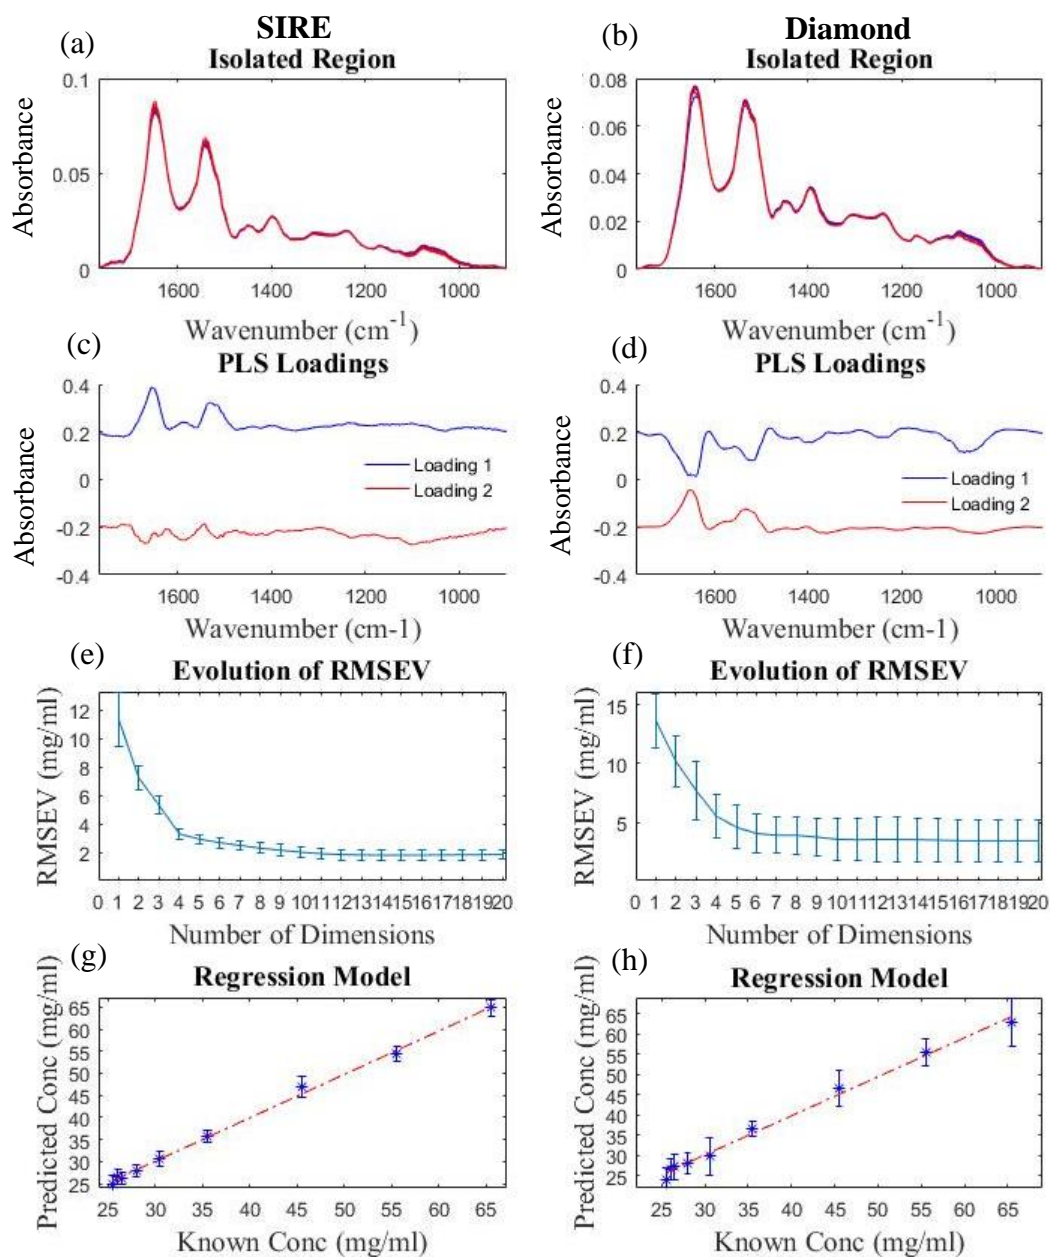 SIRE
(a)
Isolated Region
0.1
0.05
0
Absorbance
1600 1400 1200 1000
Wavenumber (cm-1)
Diamond
(b)
Isolated Region
0.08
0.06
0.04
0.02
0
Absorbance
1600 1400 1200 1000
Wavenumber (cm-1)
(c)
PLS Loadings
0.4
0.2
0
-0.2
-0.4
Absorbance
Loading 1
Loading 2
1600 1400 1200 1000
Wavenumber (cm-1)
(d)
PLS Loadings
0.4
0.2
0
-0.2
-0.4
Absorbance
Loading 1
Loading 2
1600 1400 1200 1000
Wavenumber (cm-1)
(e)
Evolution of RMSEV
12
10
8
6
4
2
RMSEV (mg/ml)
0 1 2 3 4 5 6 7 8 9 10 11 12 13 14 15 16 17 18 19 20
Number of Dimensions
(f)
Evolution of RMSEV
15
10
5
RMSEV (mg/ml)
0 1 2 3 4 5 6 7 8 9 10 11 12 13 14 15 16 17 18 19 20
Number of Dimensions
(g)
Regression Model
65
60
55
50
45
40
35
30
25
Predicted Conc (mg/ml)
25 30 35 40 45 50 55 60 65
Known Conc (mg/ml)
(h)
Regression Model
65
60
55
50
45
40
35
30
25
Predicted Conc (mg/ml)
25 30 35 40 45 50 55 60 65
Known Conc (mg/ml)